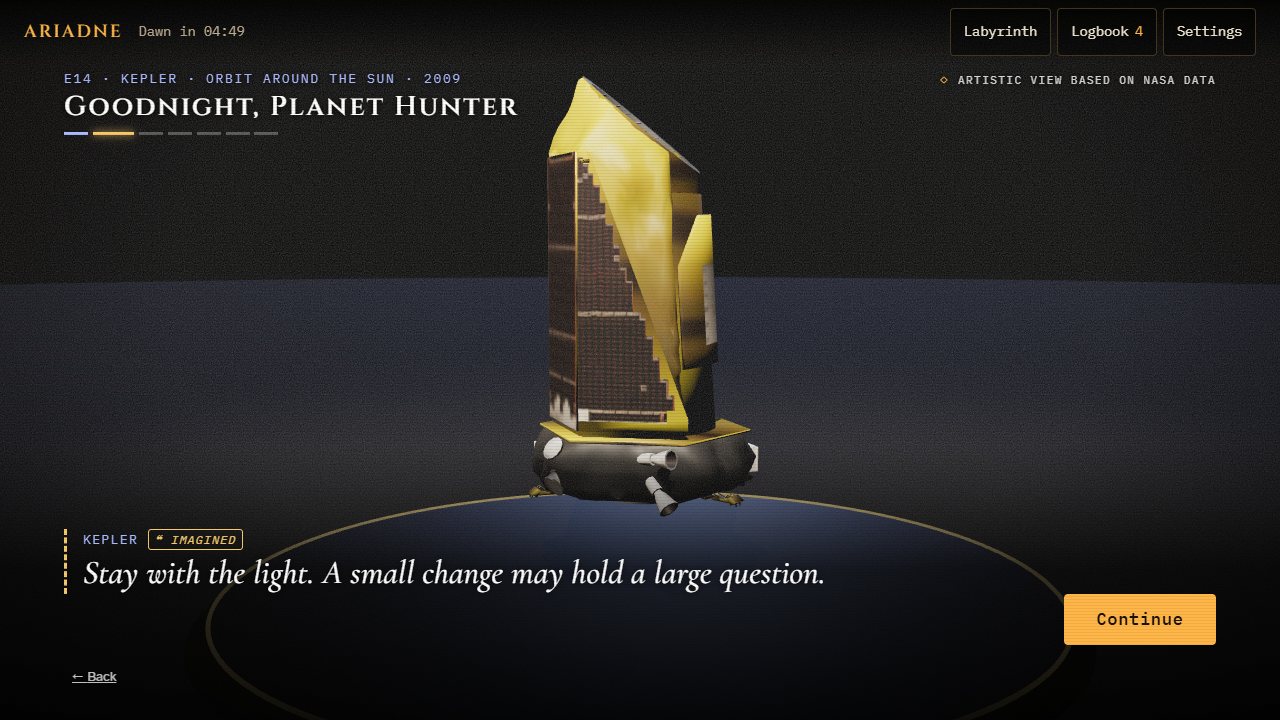 ARIADNE Dawn in 04:49 Labyrinth Logbook 4 Settings
E14 · KEPLER · ORBIT AROUND THE SUN · 2009
◇ ARTISTIC VIEW BASED ON NASA DATA
Goodnight, Planet Hunter
KEPLER ❝ IMAGINED
Stay with the light. A small change may hold a large question.
Continue
← Back